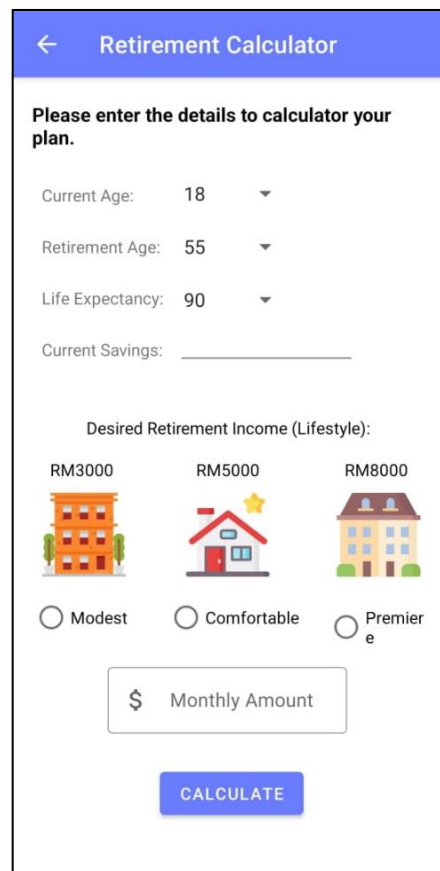 Retirement Calculator
Please enter the details to calculator your
plan.
Current Age: 18
Retirement Age: 55
Life Expectancy: 90
Current Savings:
Desired Retirement Income (Lifestyle):
RM3000 RM5000 RM8000
Modest Comfortable Premier
e
$ Monthly Amount
CALCULATE